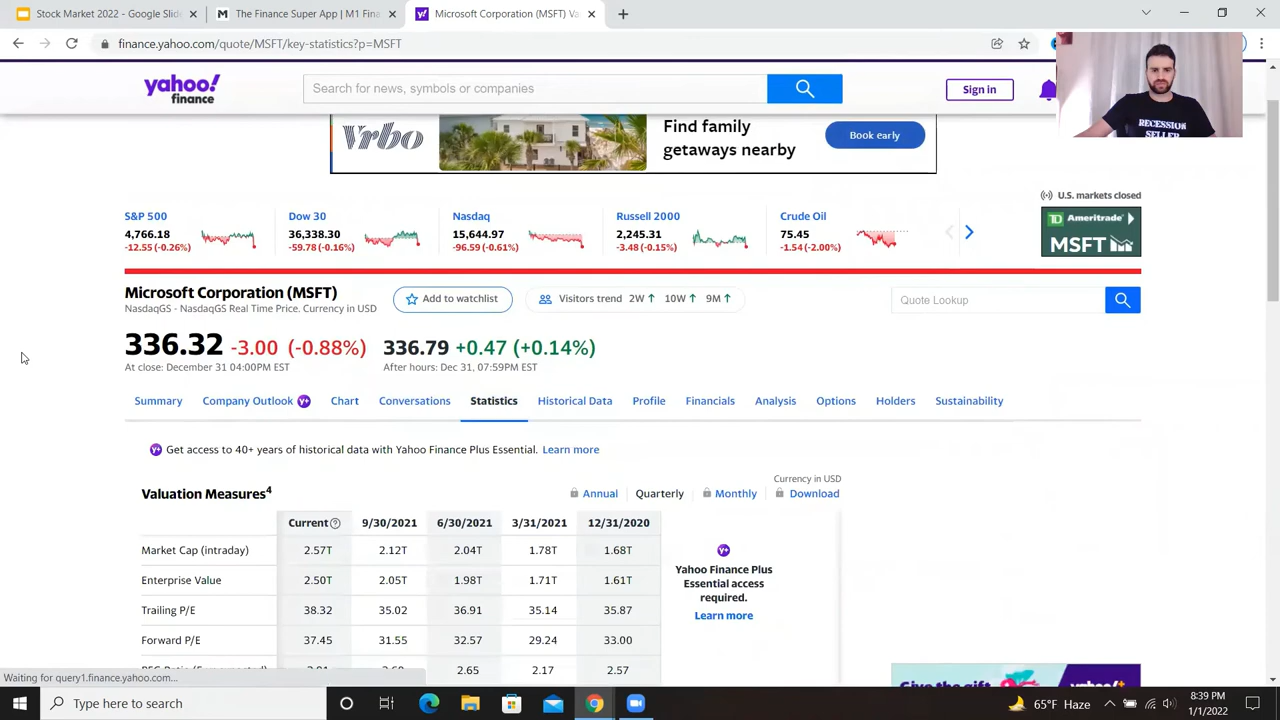 Stock Market 2022 – Google Slide
The Finance Super App | M1 Fina
Microsoft Corporation (MSFT) Va
finance.yahoo.com/quote/MSFT/key-statistics?p=MSFT
yahoo!
finance
Search for news, symbols or companies
Sign in
RECESSION
SELLER
Vrbo
Find family
getaways nearby
Book early
U.S. markets closed
S&P 500
4,766.18
-12.55 (-0.26%)
Dow 30
36,338.30
-59.78 (-0.16%)
Nasdaq
15,644.97
-96.59 (-0.61%)
Russell 2000
2,245.31
-3.48 (-0.15%)
Crude Oil
75.45
-1.54 (-2.00%)
TD Ameritrade
MSFT
Microsoft Corporation (MSFT)
NasdaqGS - NasdaqGS Real Time Price. Currency in USD
Add to watchlist
Visitors trend 2W ↑ 10W ↑ 9M ↑
Quote Lookup
336.32 -3.00 (-0.88%)
At close: December 31 04:00PM EST
336.79 +0.47 (+0.14%)
After hours: Dec 31, 07:59PM EST
Summary Company Outlook Y+ Chart Conversations Statistics Historical Data Profile Financials Analysis Options Holders Sustainability
Y+ Get access to 40+ years of historical data with Yahoo Finance Plus Essential. Learn more
Currency in USD
Valuation Measures4
Annual Quarterly Monthly Download
Current 9/30/2021 6/30/2021 3/31/2021 12/31/2020
Market Cap (intraday) 2.57T 2.12T 2.04T 1.78T 1.68T
Enterprise Value 2.50T 2.05T 1.98T 1.71T 1.61T
Trailing P/E 38.32 35.02 36.91 35.14 35.87
Forward P/E 37.45 31.55 32.57 29.24 33.00
2.65 2.17 2.57
Y+
Yahoo Finance Plus
Essential access
required.
Learn more
Give the gift
Waiting for query1.finance.yahoo.com...
Type here to search
65°F Haze
8:39 PM
1/1/2022